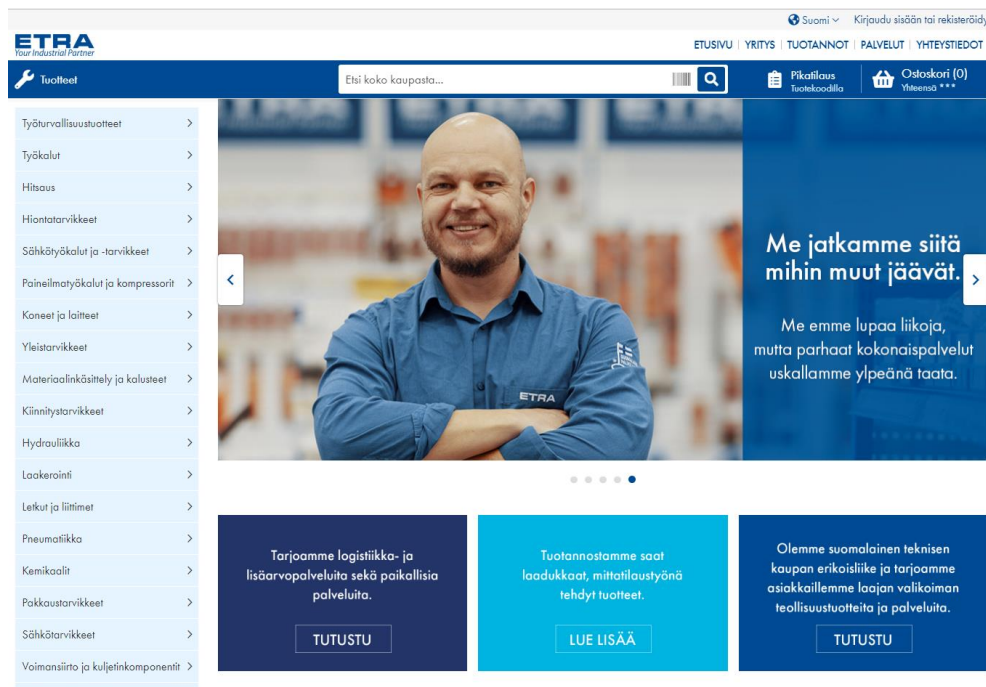 Suomi
Kirjaudu sisään tai rekisteröidy
ETRA
Your Industrial Partner
ETUSIVU | YRITYS | TUOTANNOT | PALVELUT | YHTEYSTIEDOT
Tuotteet
Etsi koko kaupasta...
Pikatilaus
Tuotekoodilla
Ostoskori (0)
Yhteensä ***
Työturvallisuustuotteet
Työkalut
Hitsaus
Hiontatarvikkeet
Sähkötyökalut ja -tarvikkeet
Paineilmatyökalut ja kompressorit
Koneet ja laitteet
Yleistarvikkeet
Materiaalinkäsittely ja kalusteet
Kiinnitystarvikkeet
Hydrauliikka
Laakerointi
Letkut ja liittimet
Pneumatiikka
Kemikaalit
Pakkaustarvikkeet
Sähkötarvikkeet
Voimansiirto ja kuljetinkomponentit
ETRA
Me jatkamme siitä
mihin muut jäävät.
Me emme lupaa liikoja,
mutta parhaat kokonaispalvelut
uskallamme ylpeänä taata.
Tarjoamme logistiikka- ja
lisäarvopalveluita sekä paikallisia
palveluita.
TUTUSTU
Tuotannostamme saat
laadukkaat, mittatilaustyönä
tehdyt tuotteet.
LUE LISÄÄ
Olemme suomalainen teknisen
kaupan erikoisliike ja tarjoamme
asiakkaillemme laajan valikoiman
teollisuustuotteita ja palveluita.
TUTUSTU